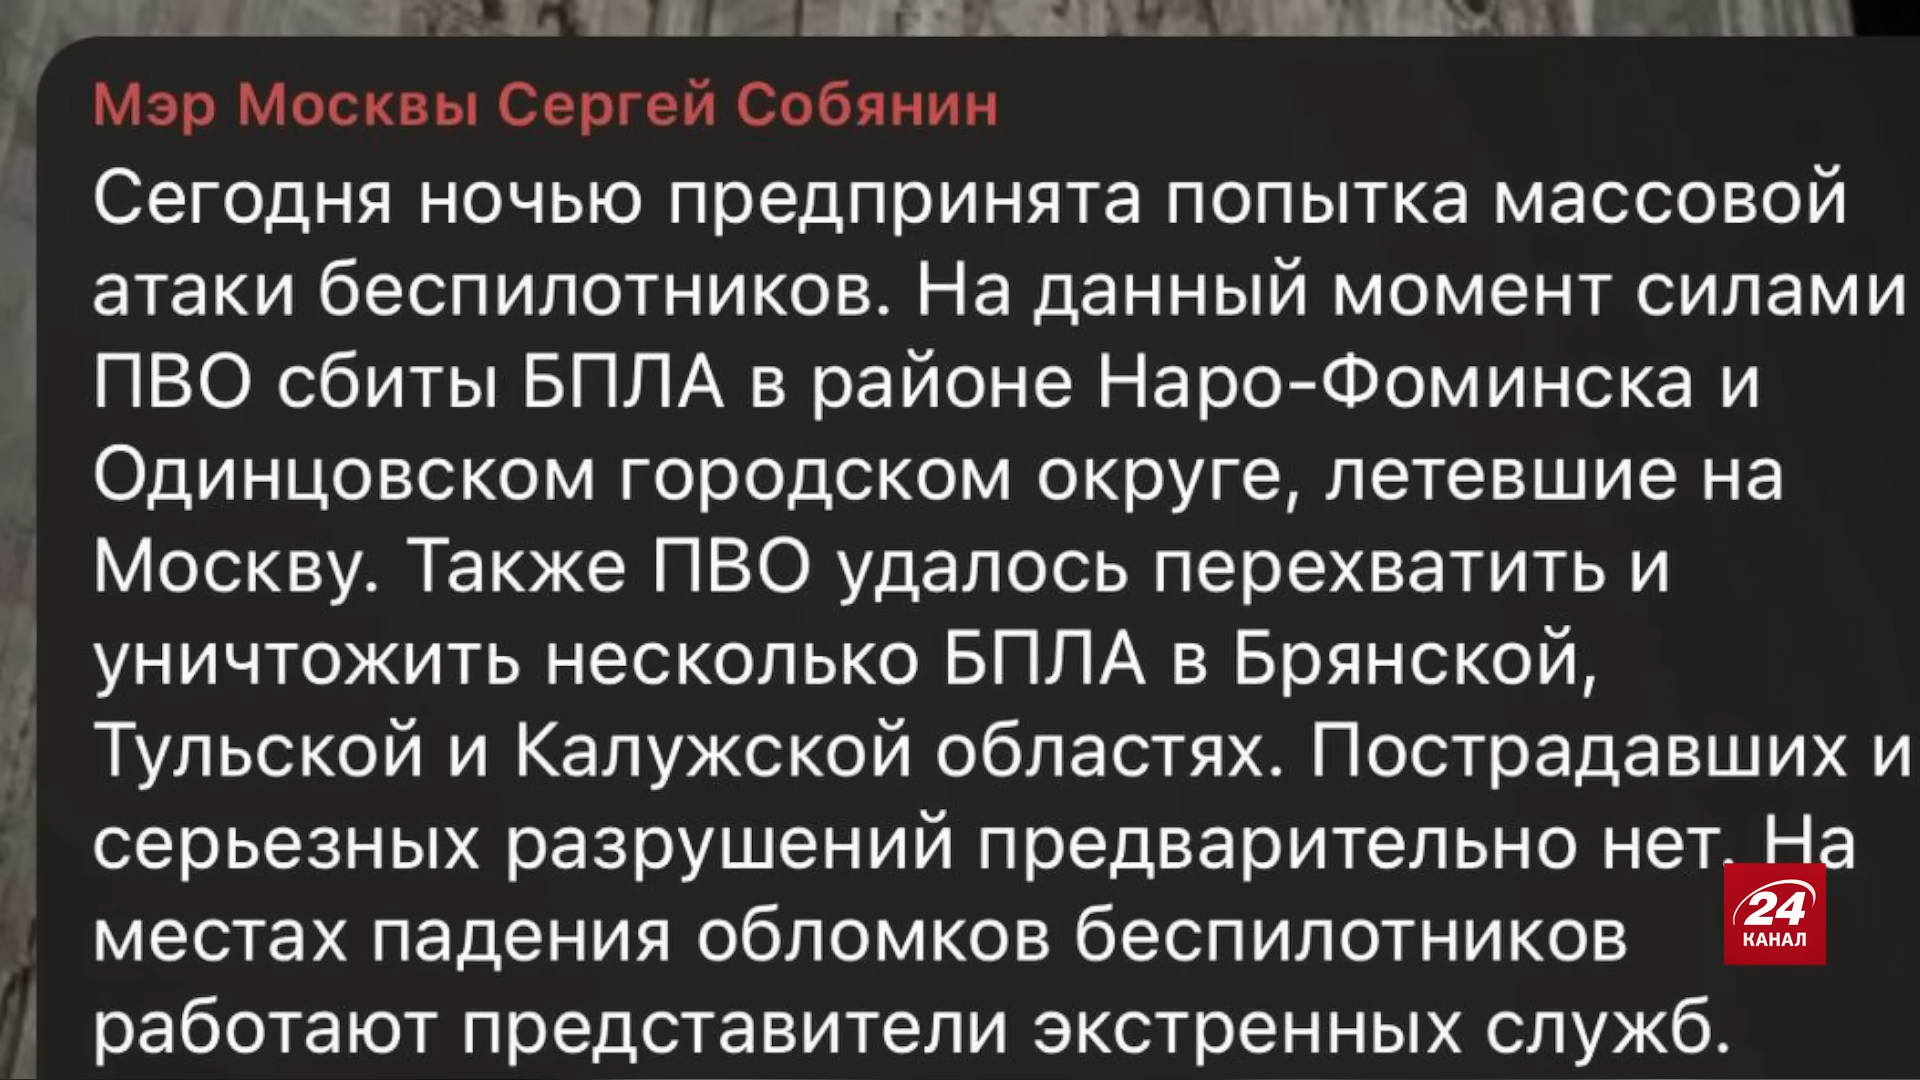 Мэр Москвы Сергей Собянин
Сегодня ночью предпринята попытка массовой
атаки беспилотников. На данный момент силами
ПВО сбиты БПЛА в районе Наро-Фоминска и
Одинцовском городском округе, летевшие на
Москву. Также ПВО удалось перехватить и
уничтожить несколько БПЛА в Брянской,
Тульской и Калужской областях. Пострадавших и
серьезных разрушений предварительно нет. На
местах падения обломков беспилотников
работают представители экстренных служб.
24
КАНАЛ